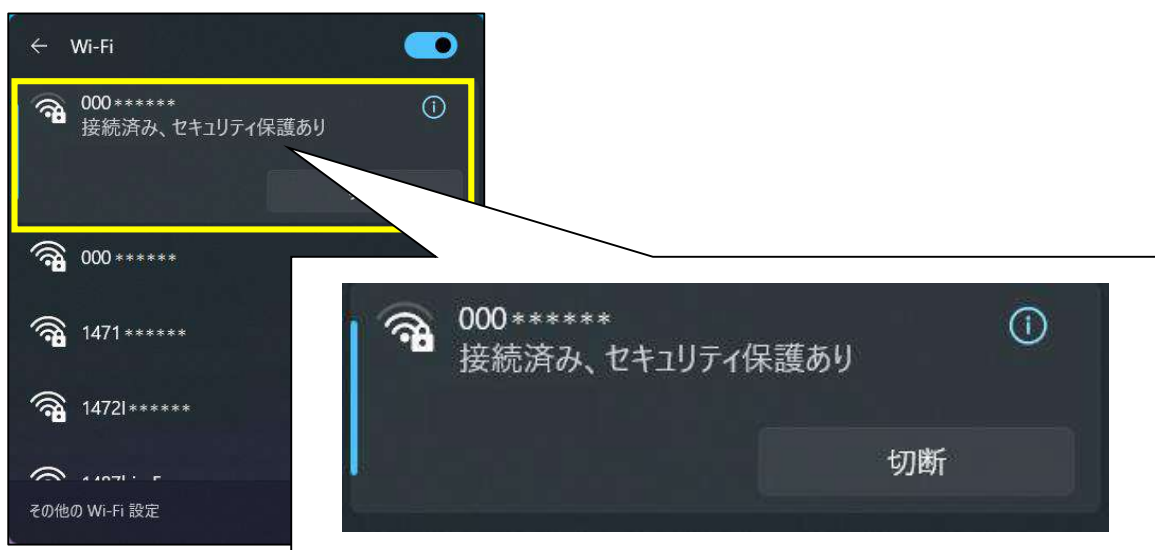 Wi-Fi
000******
接続済み、セキュリティ保護あり
000******
1471******
1472l******
その他の Wi-Fi 設定
000******
接続済み、セキュリティ保護あり
切断